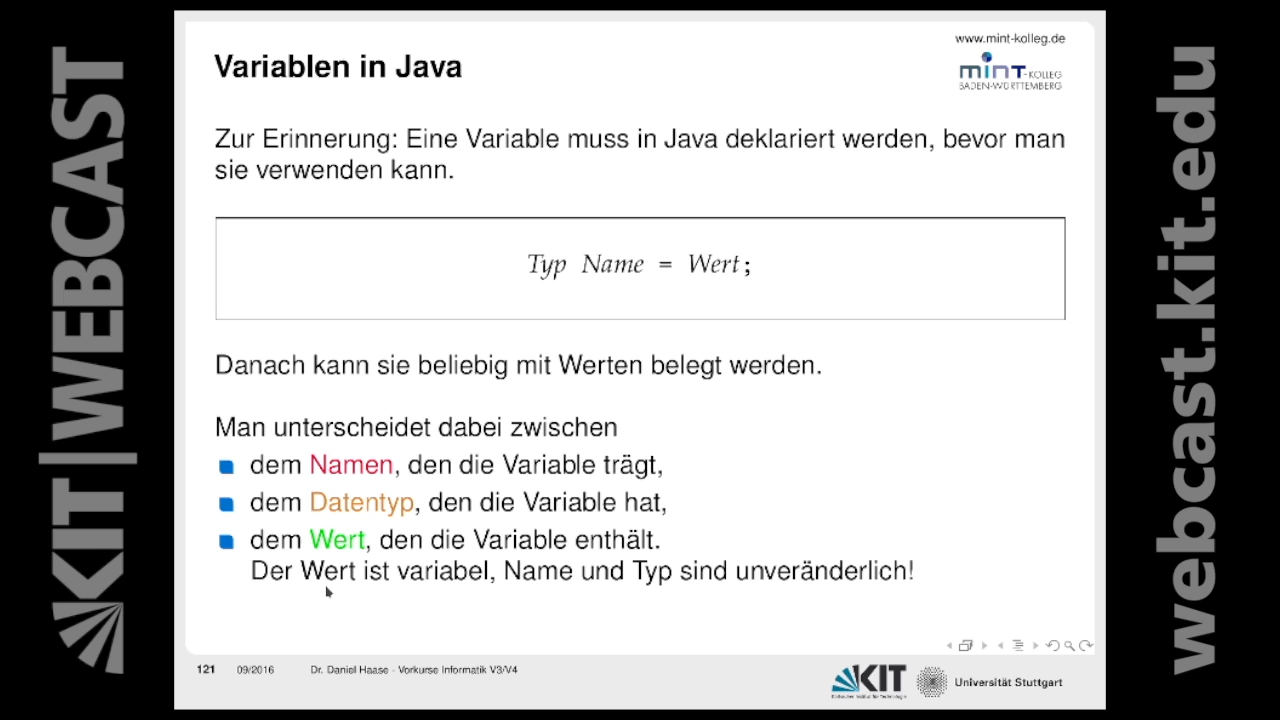 KIT|WEBCAST
www.mint-kolleg.de
Variablen in Java
mint-KOLLEG
BADEN-WÜRTTEMBERG
Zur Erinnerung: Eine Variable muss in Java deklariert werden, bevor man
sie verwenden kann.
Typ Name = Wert;
Danach kann sie beliebig mit Werten belegt werden.
Man unterscheidet dabei zwischen
dem Namen, den die Variable trägt,
dem Datentyp, den die Variable hat,
dem Wert, den die Variable enthält.
Der Wert ist variabel, Name und Typ sind unveränderlich!
121 09/2016 Dr. Daniel Haase - Vorkurse Informatik V3/V4
KIT
Universität Stuttgart
webcast.kit.edu